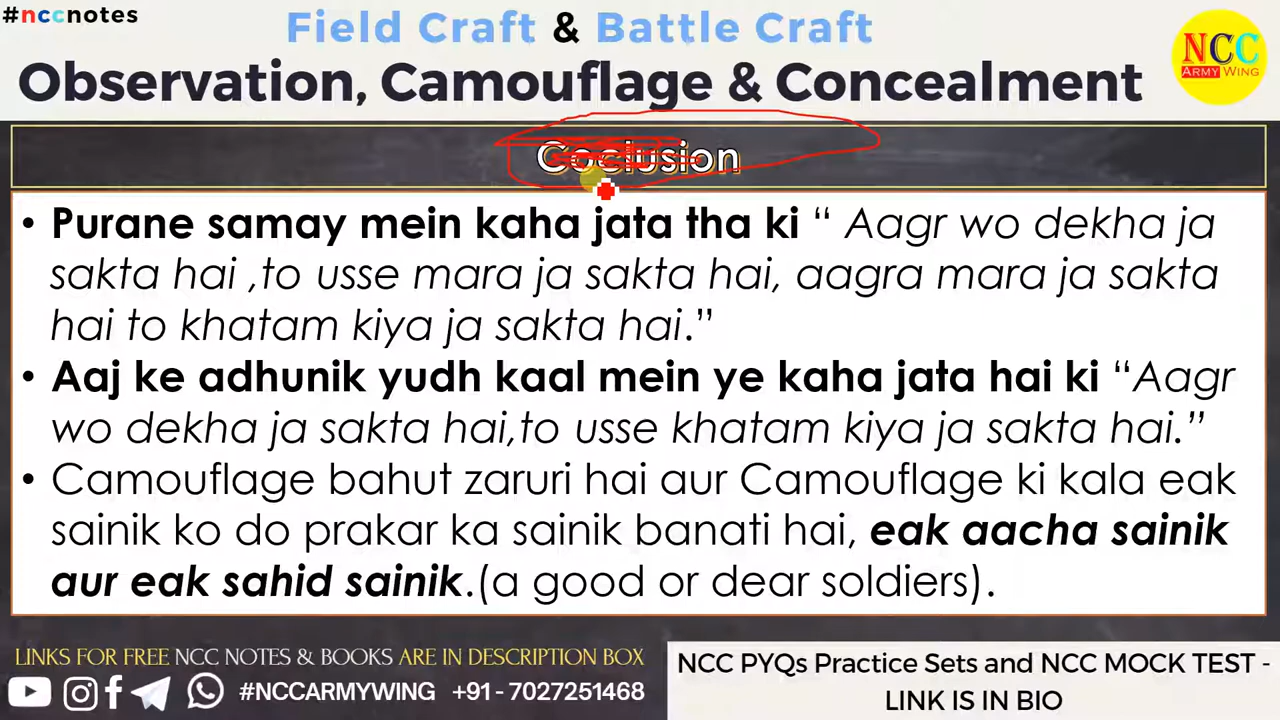 #nccnotes
Field Craft & Battle Craft
Observation, Camouflage & Concealment
NCC
ARMY WING
Coclusion
• Purane samay mein kaha jata tha ki “ Aagr wo dekha ja
sakta hai ,to usse mara ja sakta hai, aagra mara ja sakta
hai to khatam kiya ja sakta hai.”
• Aaj ke adhunik yudh kaal mein ye kaha jata hai ki “Aagr
wo dekha ja sakta hai,to usse khatam kiya ja sakta hai.”
• Camouflage bahut zaruri hai aur Camouflage ki kala eak
sainik ko do prakar ka sainik banati hai, eak aacha sainik
aur eak sahid sainik.(a good or dear soldiers).
LINKS FOR FREE NCC NOTES & BOOKS ARE IN DESCRIPTION BOX
#NCCARMYWING +91 - 7027251468
NCC PYQs Practice Sets and NCC MOCK TEST -
LINK IS IN BIO